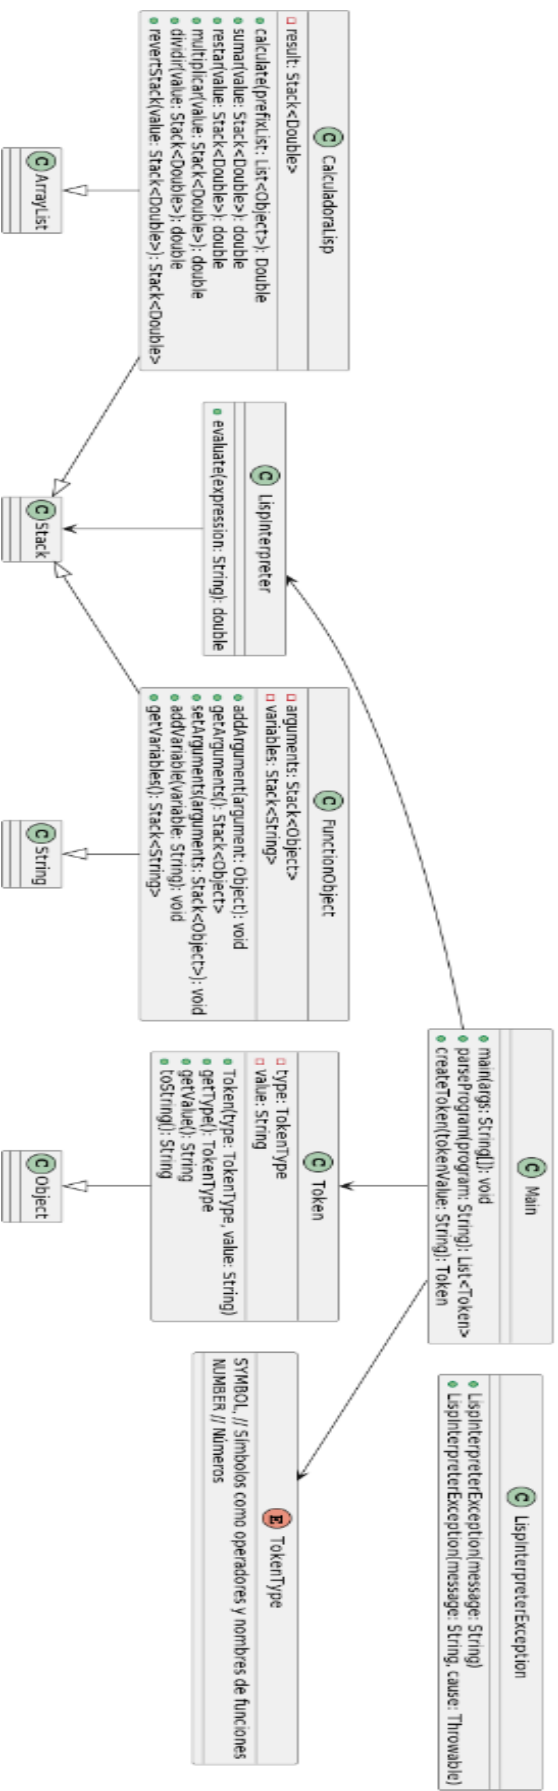 C Main
main(args: String[]): void
parseProgram(program: String): List<Token>
createToken(tokenValue: String): Token
C LispInterpreterException
LispInterpreterException(message: String)
LispInterpreterException(message: String, cause: Throwable)
C CalculadoraLisp
result: Stack<Double>
calculate(prefixList: List<Object>): Double
sumar(value: Stack<Double>): double
restar(value: Stack<Double>): double
multiplicar(value: Stack<Double>): double
dividir(value: Stack<Double>): double
revertStack(value: Stack<Double>): Stack<Double>
C LispInterpreter
evaluate(expression: String): double
C FunctionObject
arguments: Stack<Object>
variables: Stack<String>
addArgument(argument: Object): void
getArguments(): Stack<Object>
setArguments(arguments: Stack<Object>): void
addVariable(variable: String): void
getVariables(): Stack<String>
C Token
type: TokenType
value: String
Token(type: TokenType, value: String)
getType(): TokenType
getValue(): String
toString(): String
E TokenType
SYMBOL, // Símbolos como operadores y nombres de funciones
NUMBER // Números
C ArrayList
C Stack
C String
C Object